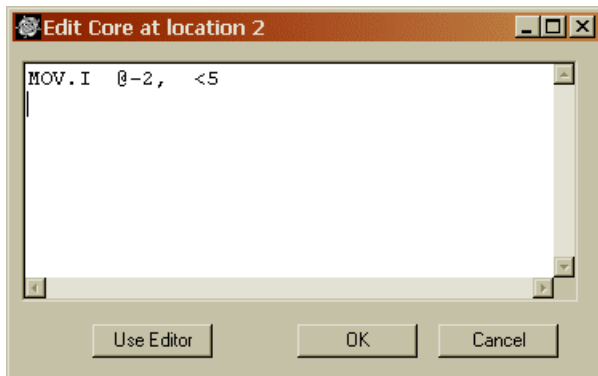 Edit Core at location 2
MOV.I  @-2,  <5
Use Editor
OK
Cancel